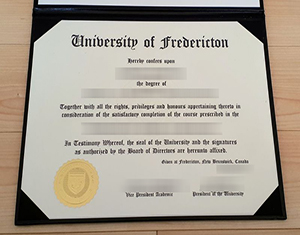 University of Fredericton
Hereby confers upon
the degree of
Together with all the rights, privileges and honours appertaining thereto in
consideration of the satisfactory completion of the course prescribed in the
In Testimony Whereof, the seal of the University and the signatures
as authorized by the Board of Directors are hereunto affixed.
Given at Fredericton, New Brunswick, Canada
Vice President Academic
President of the University